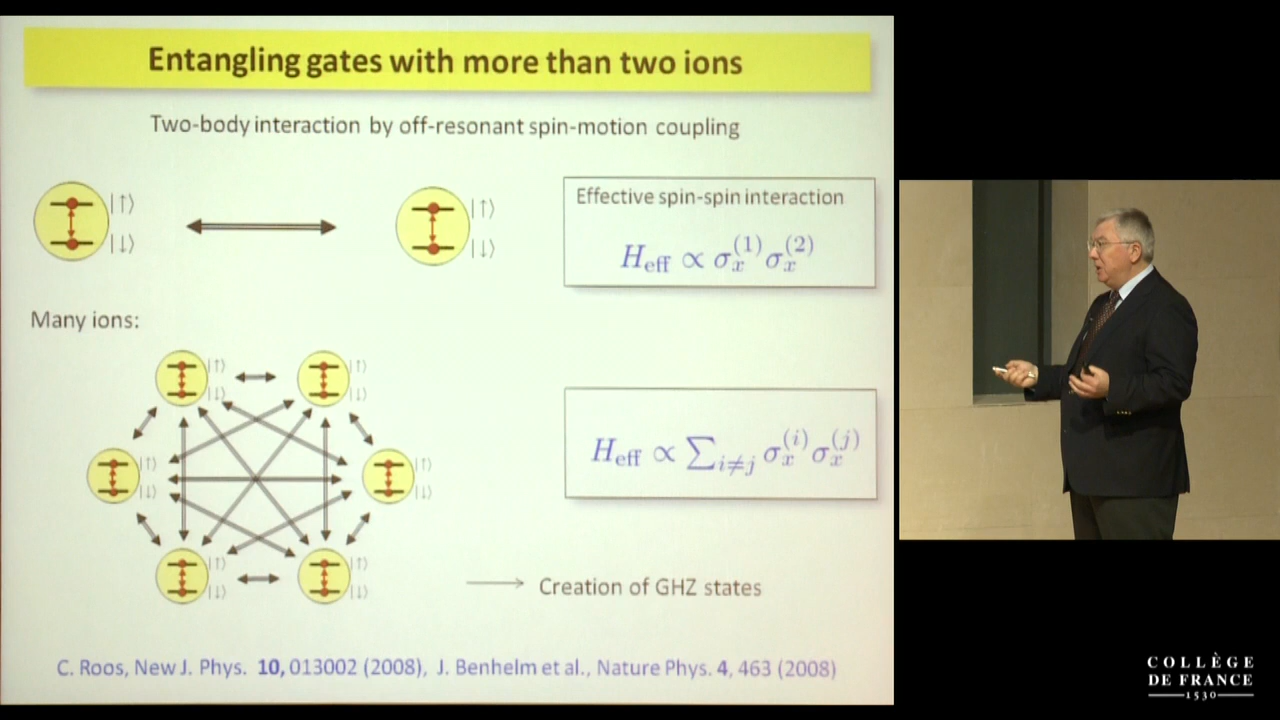 Entangling gates with more than two ions
Two-body interaction by off-resonant spin-motion coupling
|↑⟩
|↓⟩
|↑⟩
|↓⟩
Effective spin-spin interaction
H_eff ∝ σ_x^(1) σ_x^(2)
Many ions:
|↑⟩
|↓⟩
|↑⟩
|↓⟩
|↑⟩
|↓⟩
|↑⟩
|↓⟩
|↑⟩
|↓⟩
|↑⟩
|↓⟩
H_eff ∝ ∑_{i≠j} σ_x^(i) σ_x^(j)
Creation of GHZ states
C. Roos, New J. Phys. 10, 013002 (2008), J. Benhelm et al., Nature Phys. 4, 463 (2008)
COLLÈGE
DE FRANCE
1530